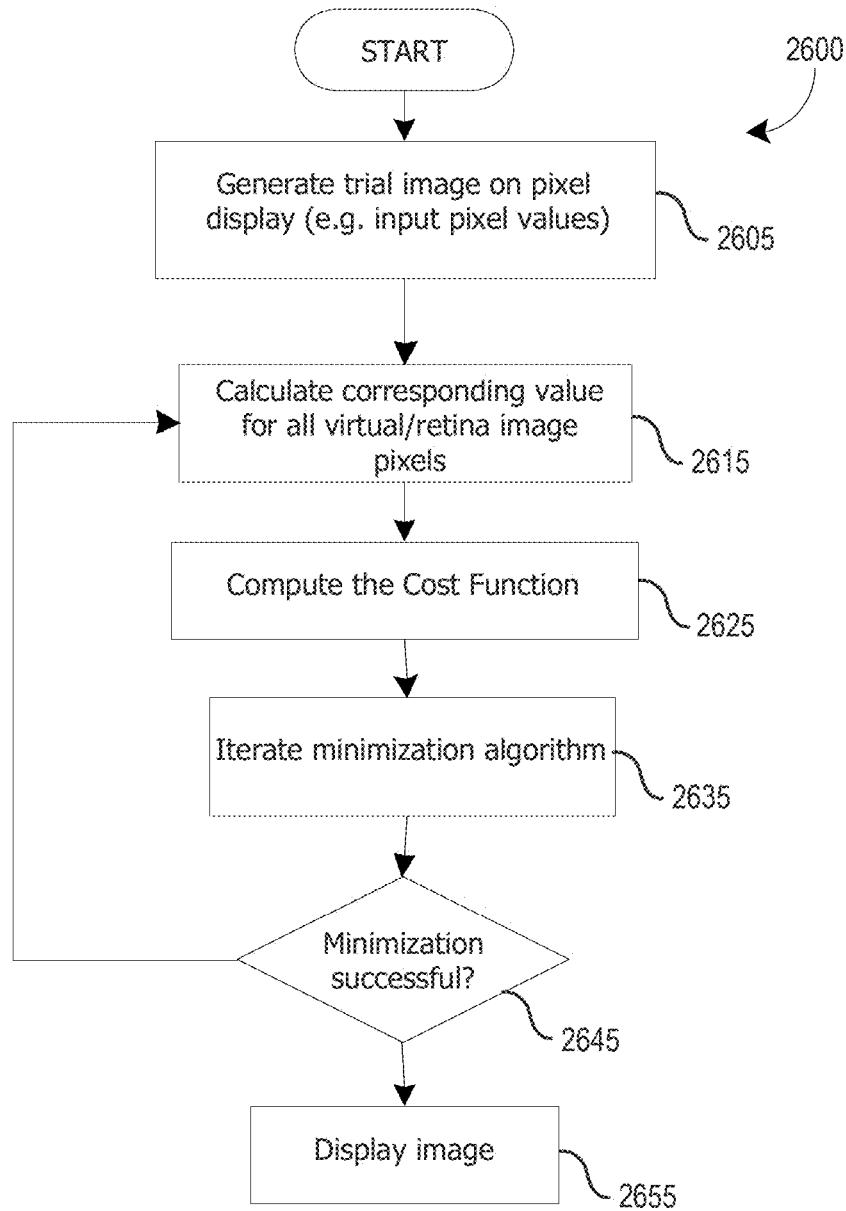 START
2600
Generate trial image on pixel
display (e.g. input pixel values)
2605
Calculate corresponding value
for all virtual/retina image
pixels
2615
Compute the Cost Function
2625
Iterate minimization algorithm
2635
Minimization
successful?
2645
Display image
2655